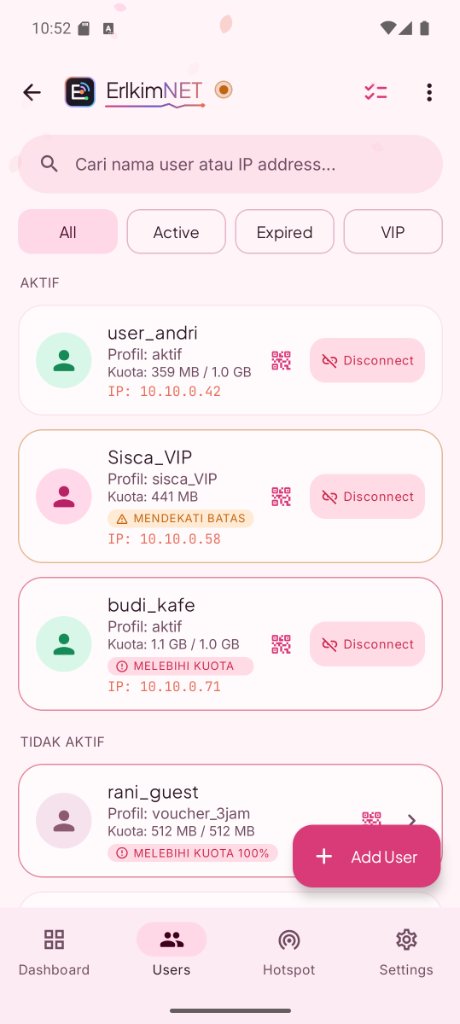 10:52
A
ErlkimNET
Cari nama user atau IP address...
All
Active
Expired
VIP
AKTIF
user_andri
Profil: aktif
Kuota: 359 MB / 1.0 GB
IP: 10.10.0.42
Disconnect
Sisca_VIP
Profil: sisca_VIP
Kuota: 441 MB
MENDEKATI BATAS
IP: 10.10.0.58
Disconnect
budi_kafe
Profil: aktif
Kuota: 1.1 GB / 1.0 GB
MELEBIHI KUOTA
IP: 10.10.0.71
Disconnect
TIDAK AKTIF
rani_guest
Profil: voucher_3jam
Kuota: 512 MB / 512 MB
MELEBIHI KUOTA 100%
Add User
Dashboard
Users
Hotspot
Settings